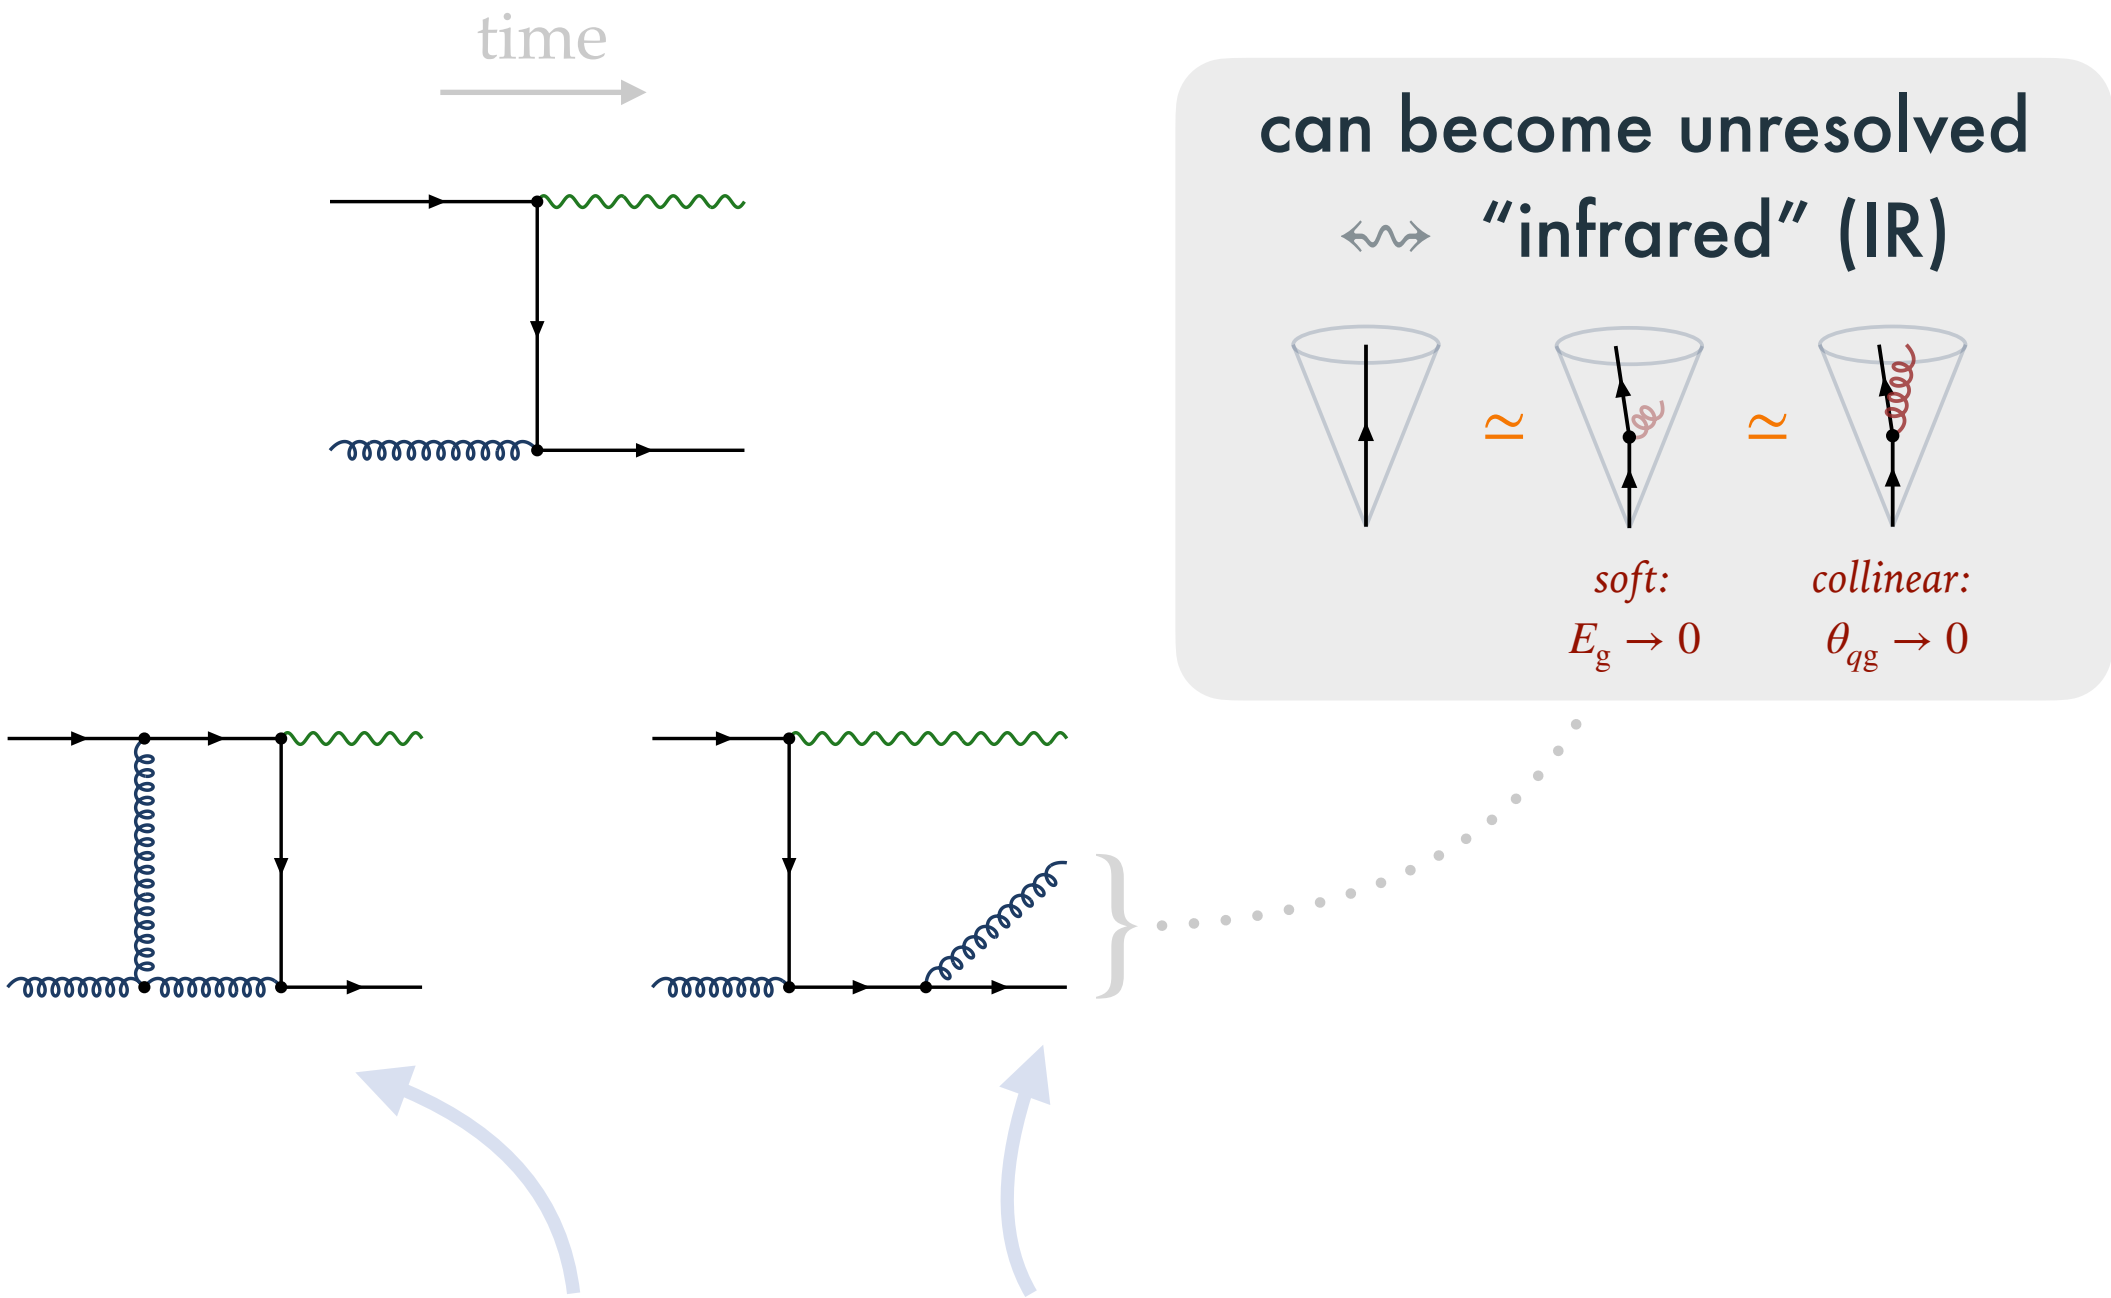 time
can become unresolved
“infrared” (IR)
≃ ≃
soft: collinear:
E_g → 0 θ_qg → 0